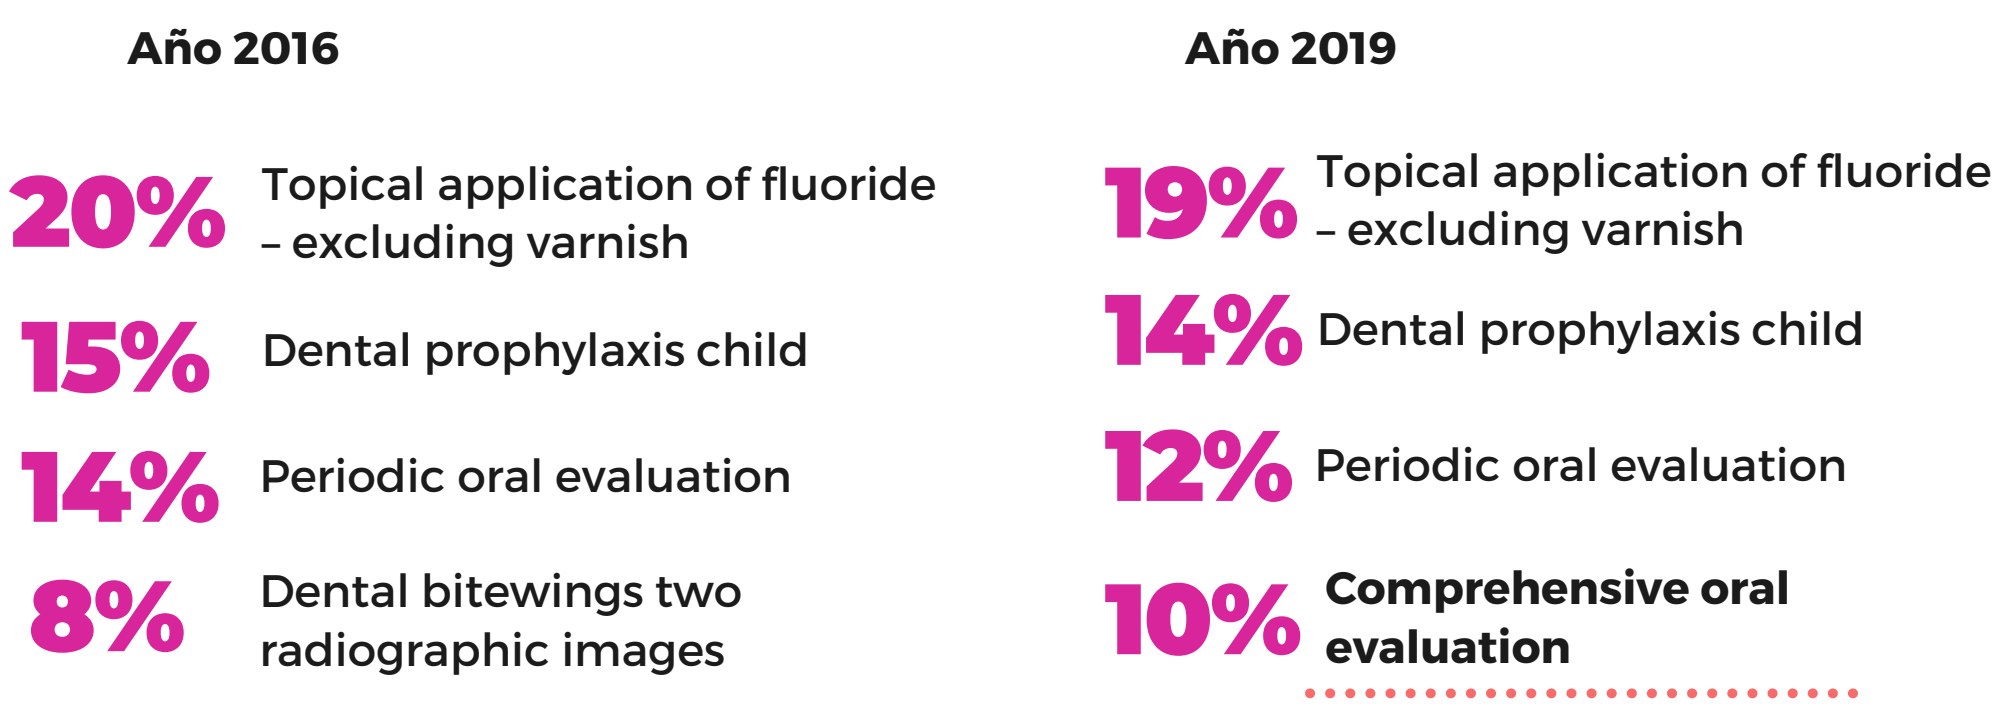 Año 2016
20%
Topical application of fluoride
– excluding varnish
15%
Dental prophylaxis child
14%
Periodic oral evaluation
8%
Dental bitewings two
radiographic images
Año 2019
19%
Topical application of fluoride
– excluding varnish
14%
Dental prophylaxis child
12%
Periodic oral evaluation
10%
Comprehensive oral
evaluation